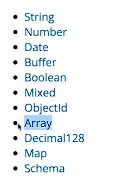 String
Number
Date
Buffer
Boolean
Mixed
ObjectId
Array
Decimal128
Map
Schema